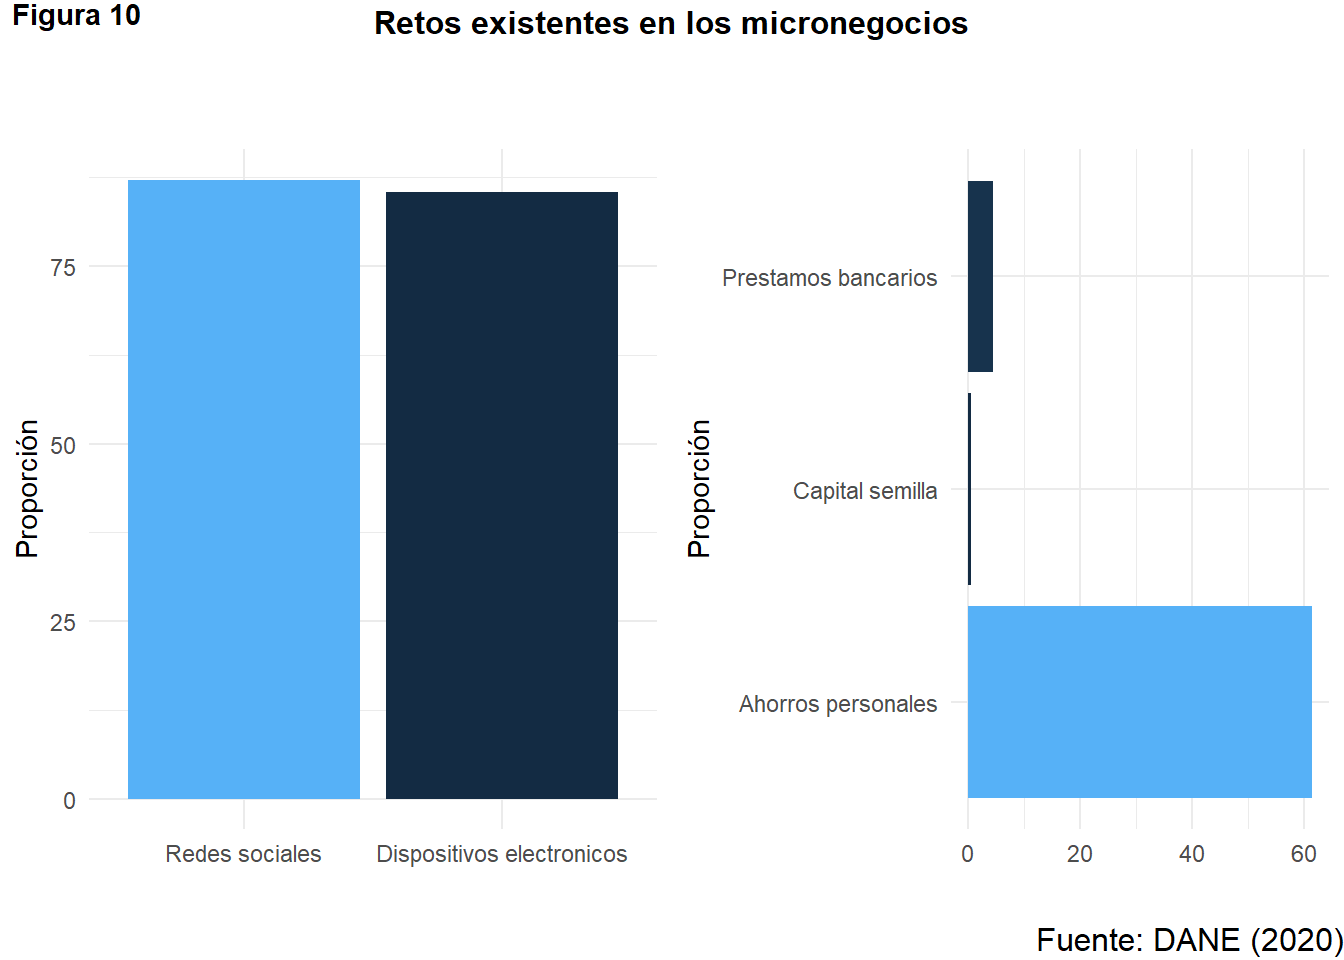 Figura 10
Retos existentes en los micronegocios
Proporción
75
50
25
0
Redes sociales
Dispositivos electronicos
Proporción
Prestamos bancarios
Capital semilla
Ahorros personales
0 20 40 60
Fuente: DANE (2020)